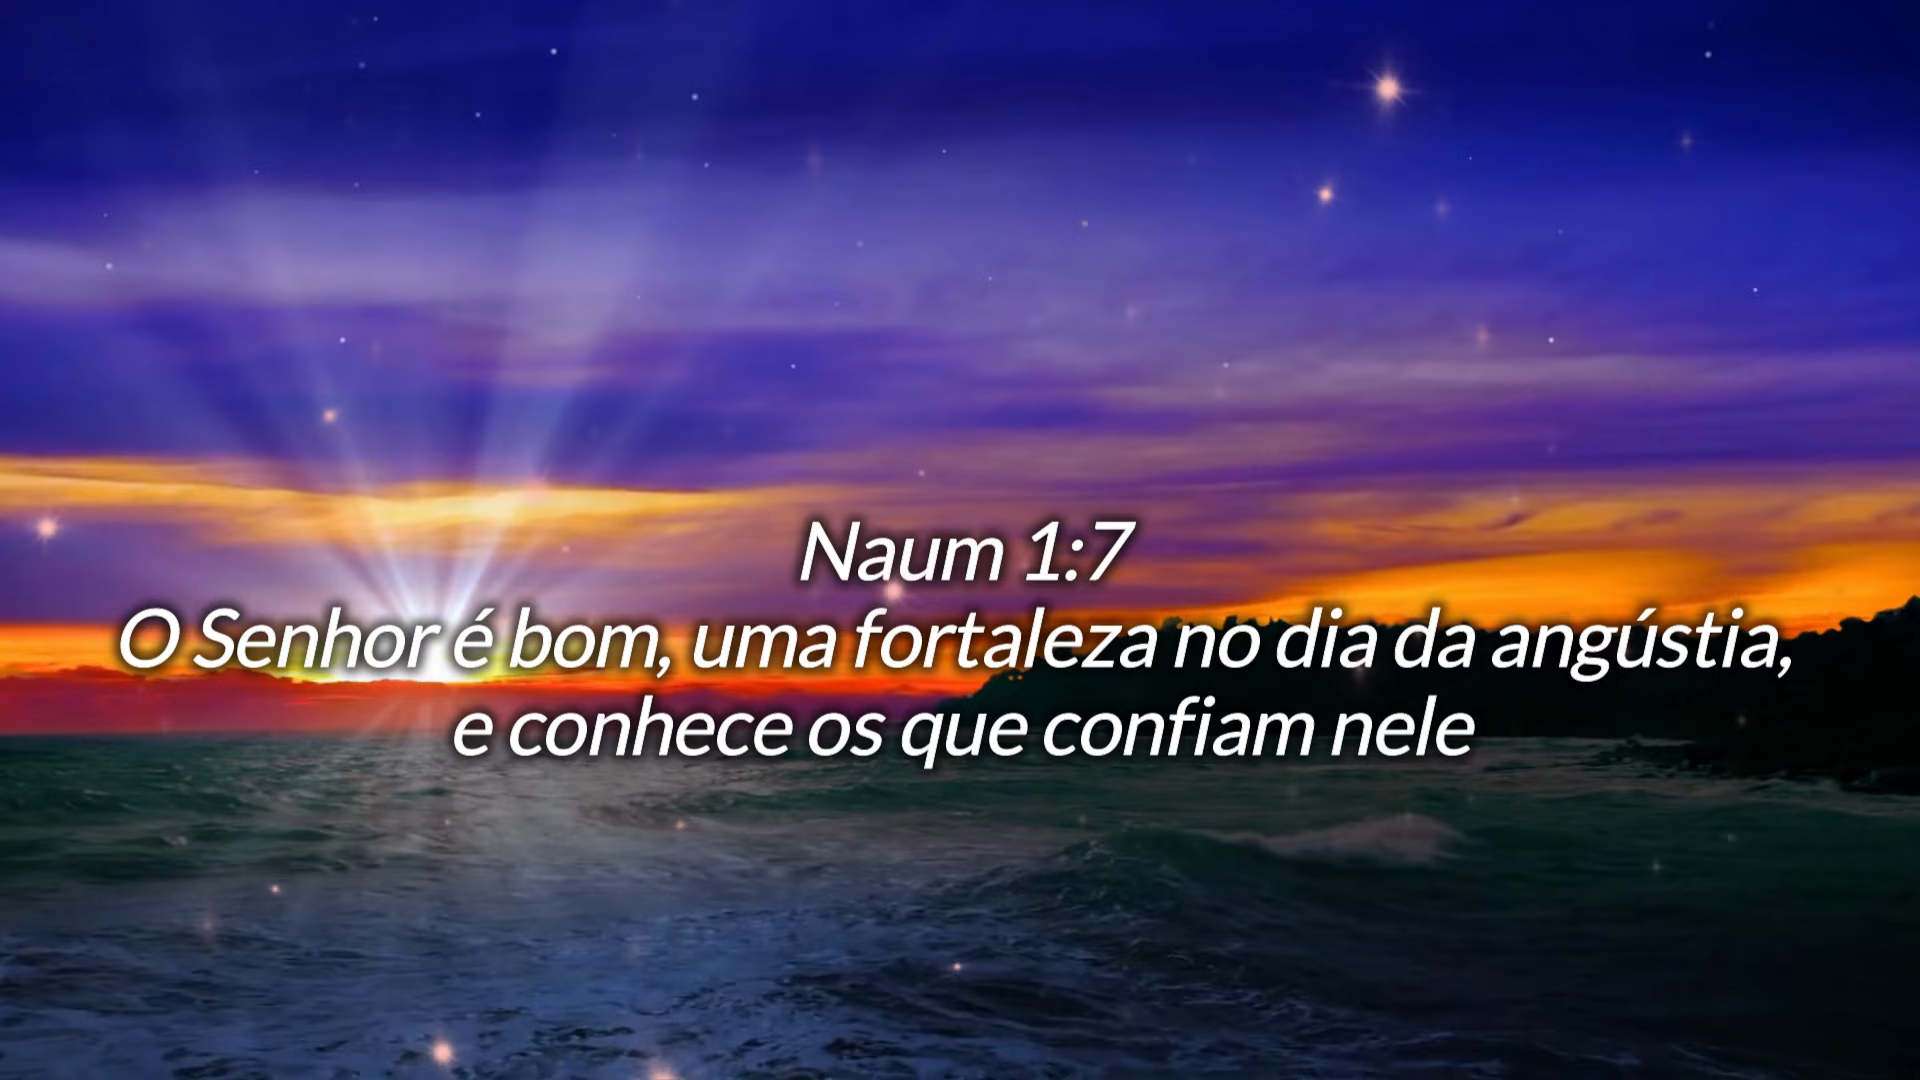 Naum 1:7
O Senhor é bom, uma fortaleza no dia da angústia,
e conhece os que confiam nele